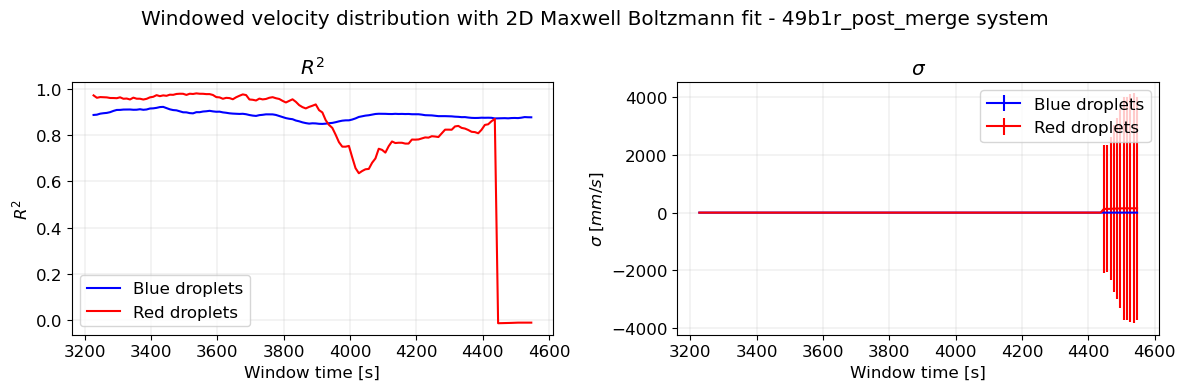 Windowed velocity distribution with 2D Maxwell Boltzmann fit - 49b1r_post_merge system
R²
R²
1.0
0.8
0.6
0.4
0.2
0.0
Blue droplets
Red droplets
3200 3400 3600 3800 4000 4200 4400 4600
Window time [s]
σ
σ [mm/s]
4000
2000
0
−2000
−4000
Blue droplets
Red droplets
3200 3400 3600 3800 4000 4200 4400 4600
Window time [s]